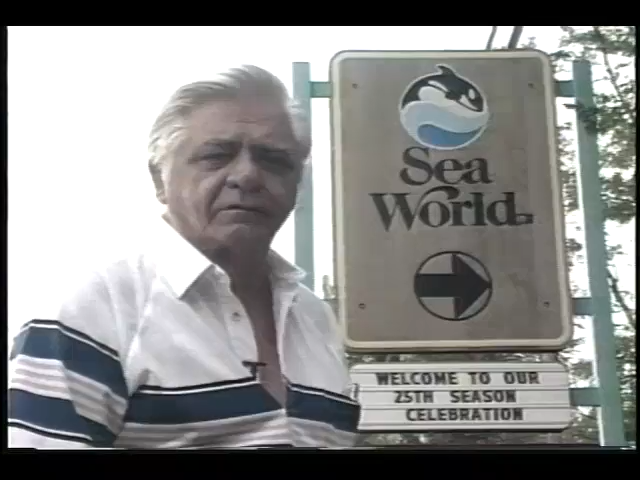 Sea
World
WELCOME TO OUR
25TH SEASON
CELEBRATION